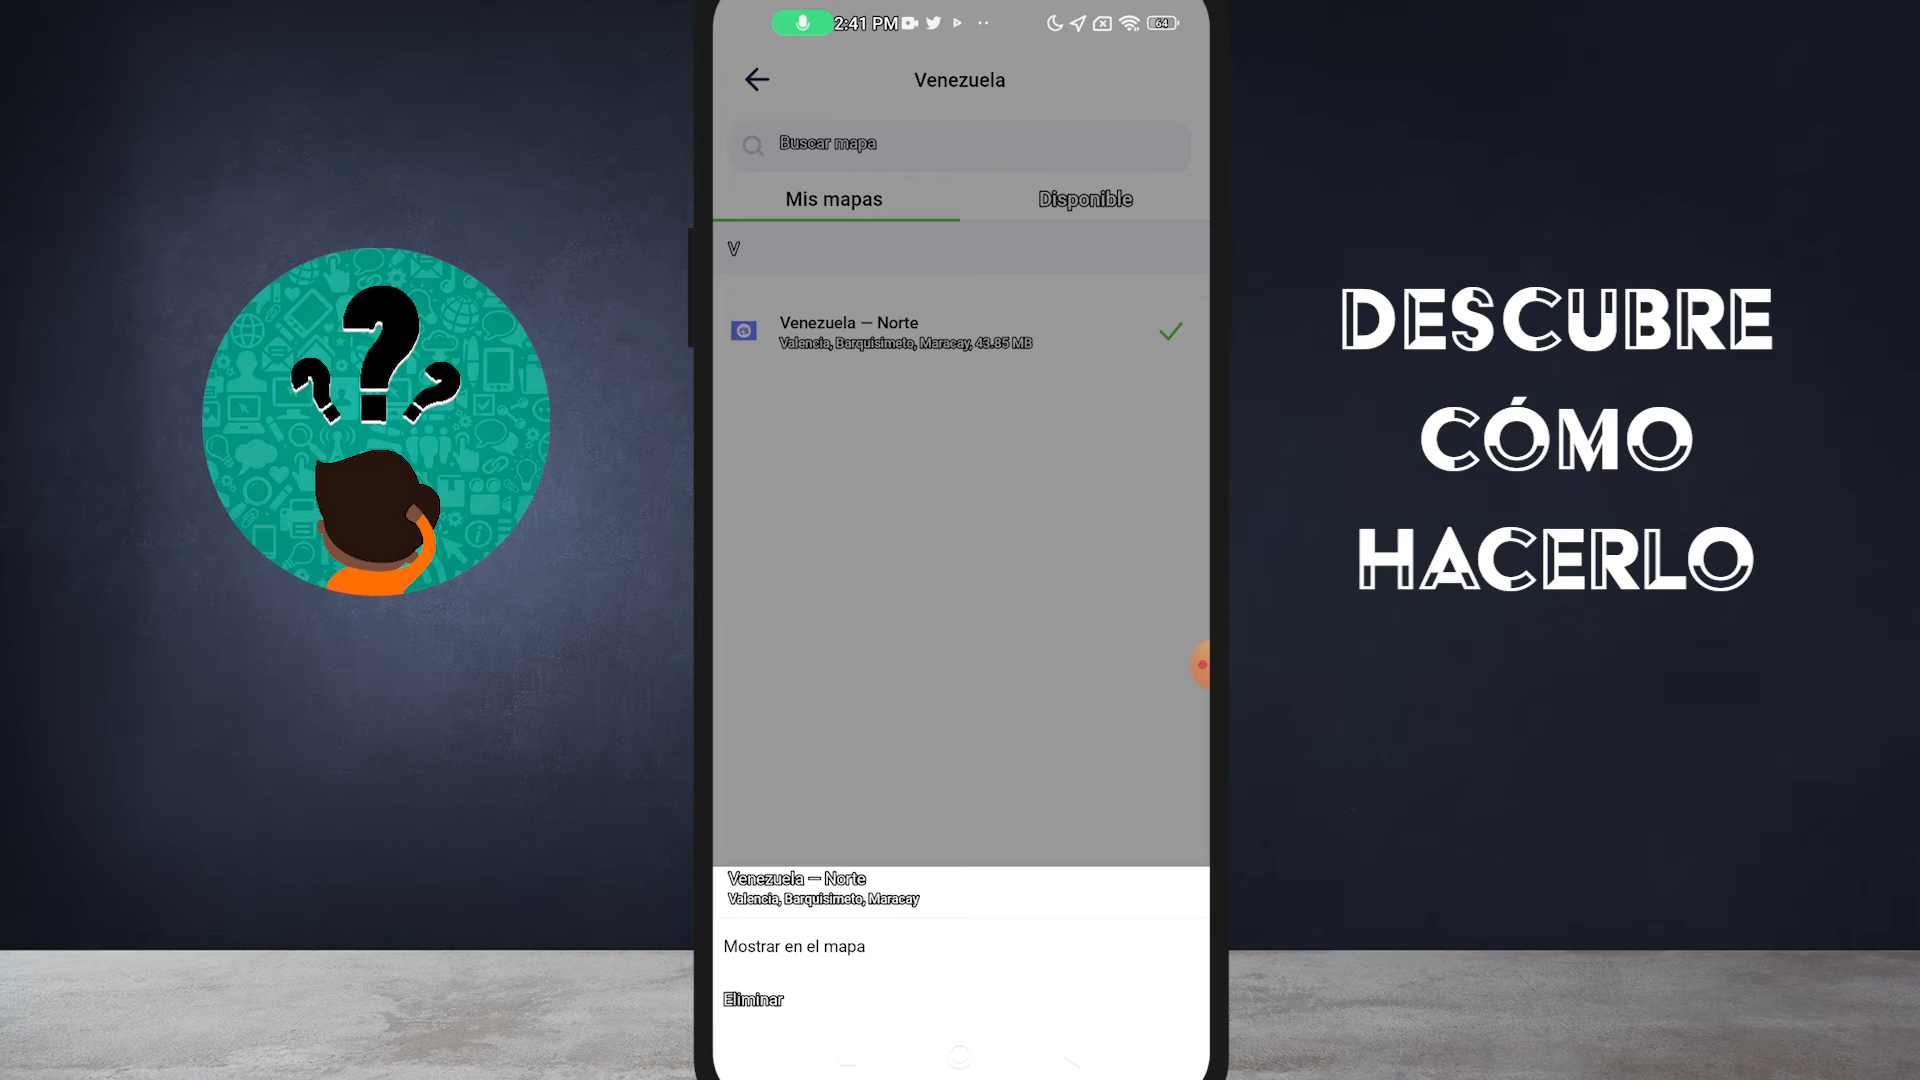 2:41 PM
64
Venezuela
Buscar mapa
Mis mapas
Disponible
V
Venezuela — Norte
Valencia, Barquisimeto, Maracay, 43.85 MB
Venezuela — Norte
Valencia, Barquisimeto, Maracay
Mostrar en el mapa
Eliminar
DESCUBRE
CÓMO
HACERLO